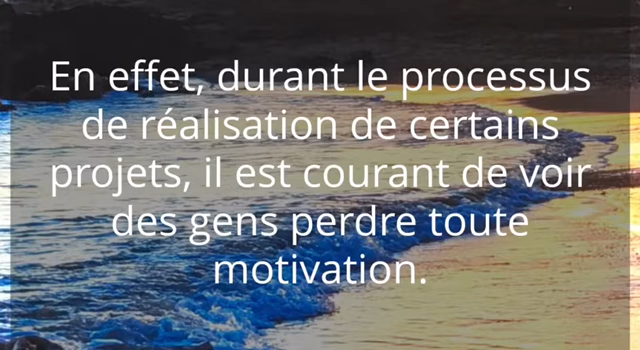 En effet, durant le processus
de réalisation de certains
projets, il est courant de voir
des gens perdre toute
motivation.